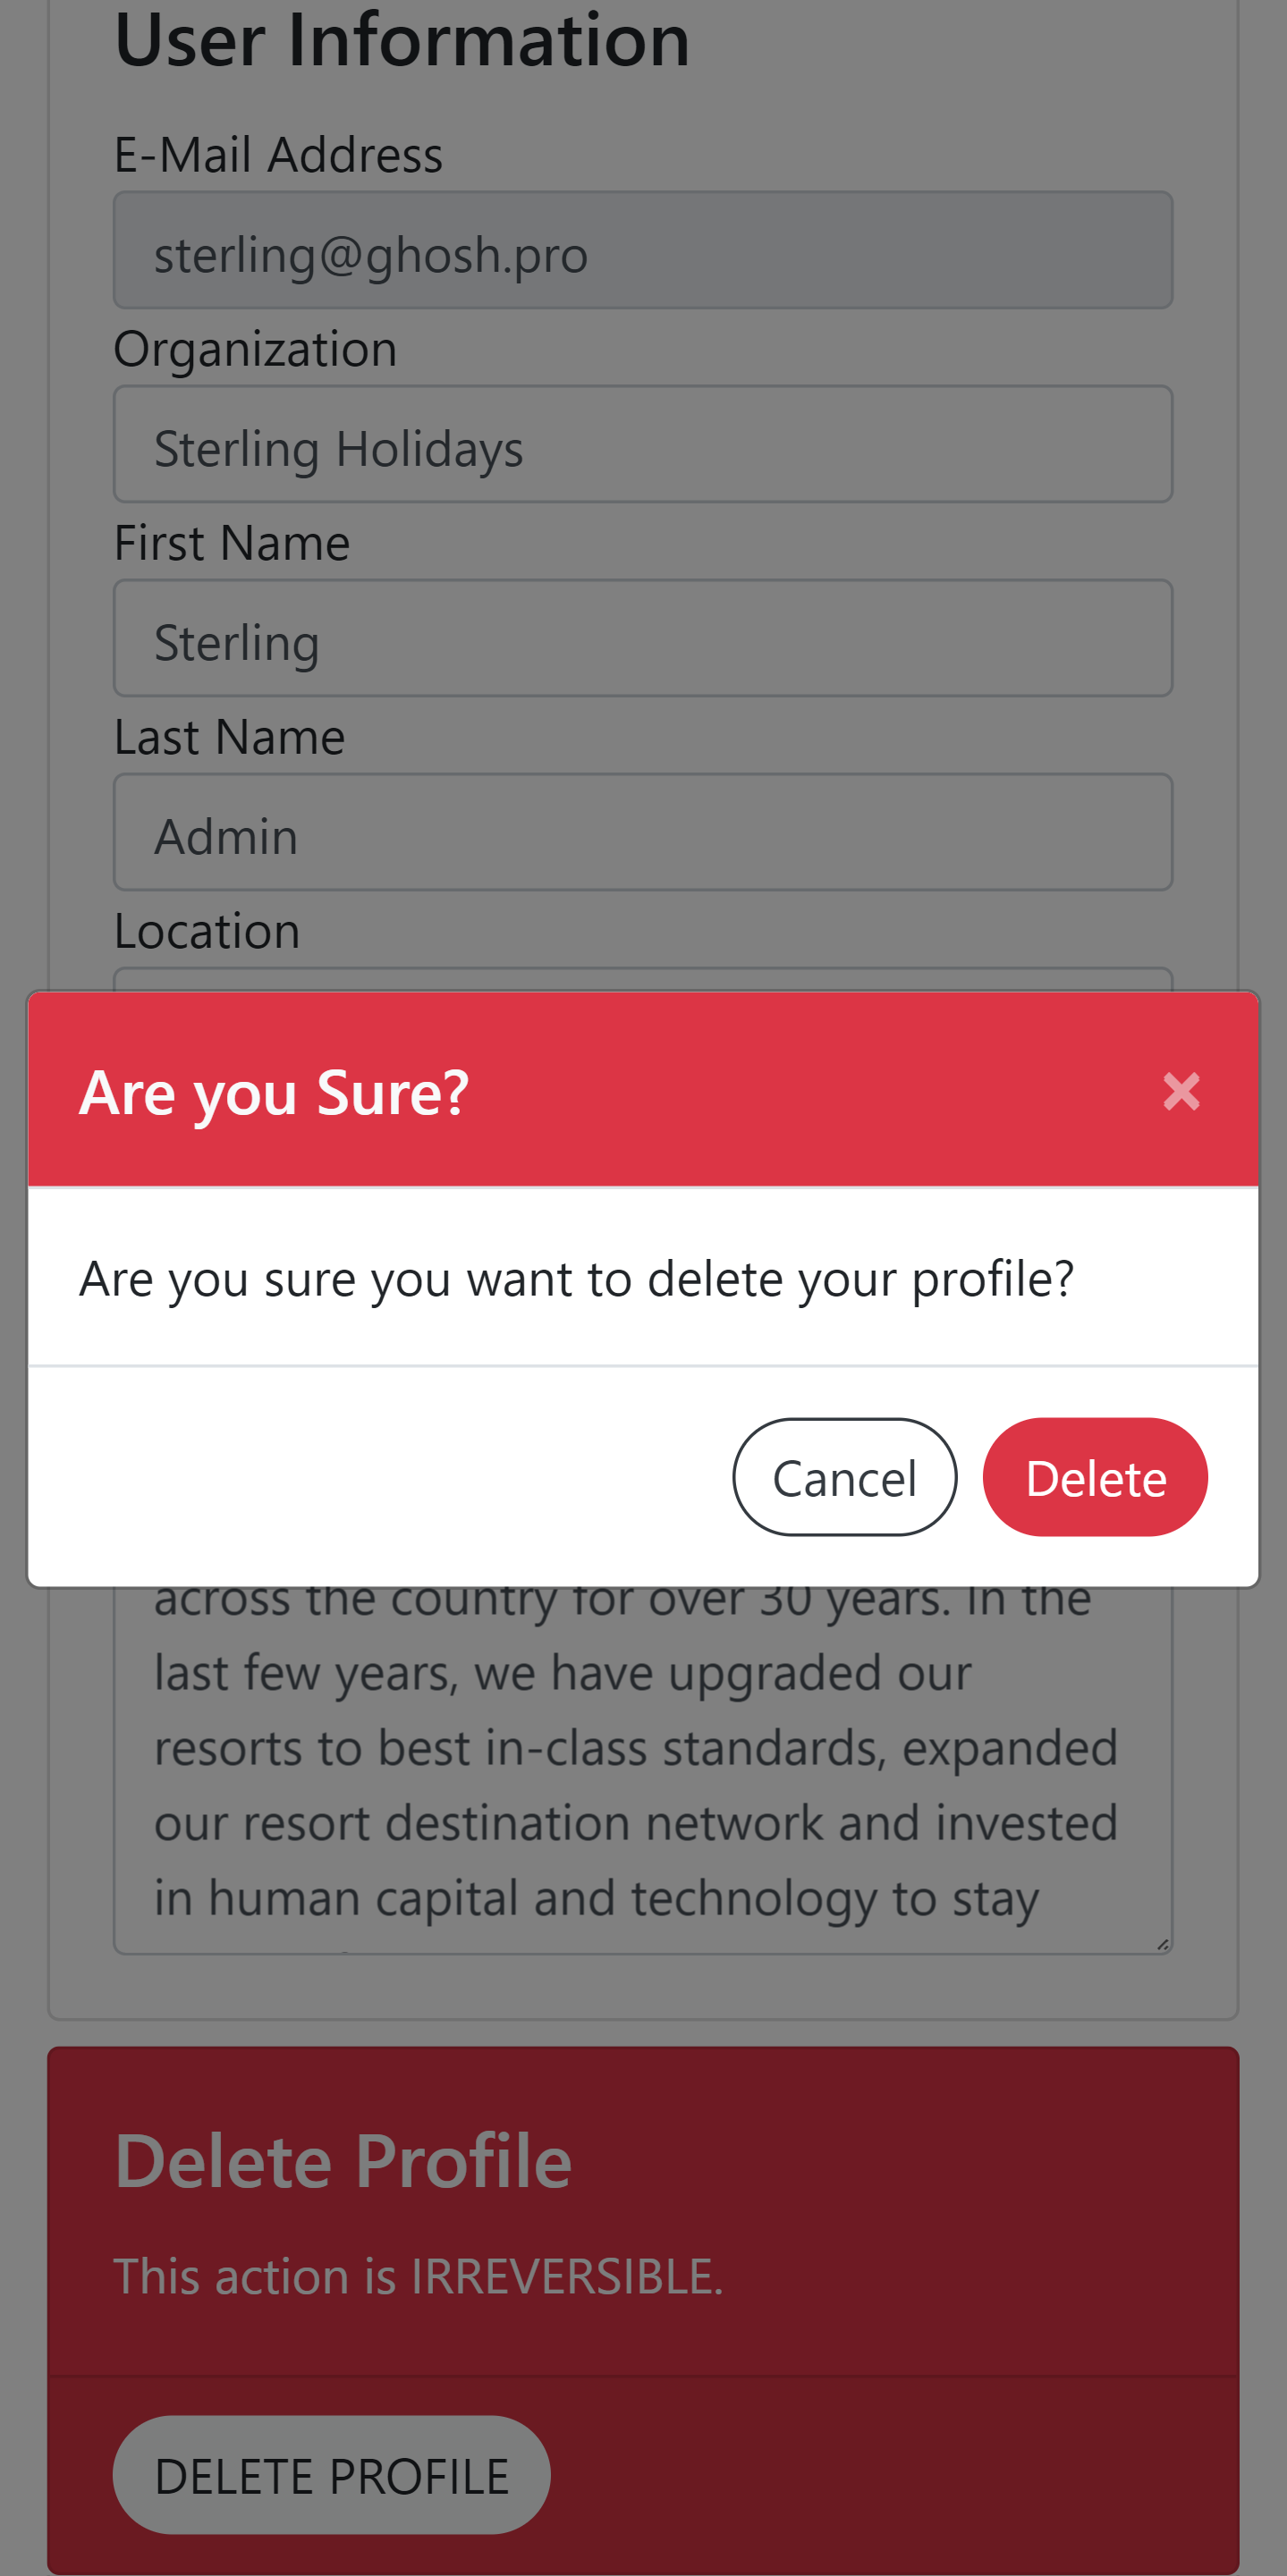 User Information
E-Mail Address
sterling@ghosh.pro
Organization
Sterling Holidays
First Name
Sterling
Last Name
Admin
Location
Are you Sure?
×
Are you sure you want to delete your profile?
Cancel
Delete
across the country for over 30 years. In the
last few years, we have upgraded our
resorts to best in-class standards, expanded
our resort destination network and invested
in human capital and technology to stay
Delete Profile
This action is IRREVERSIBLE.
DELETE PROFILE